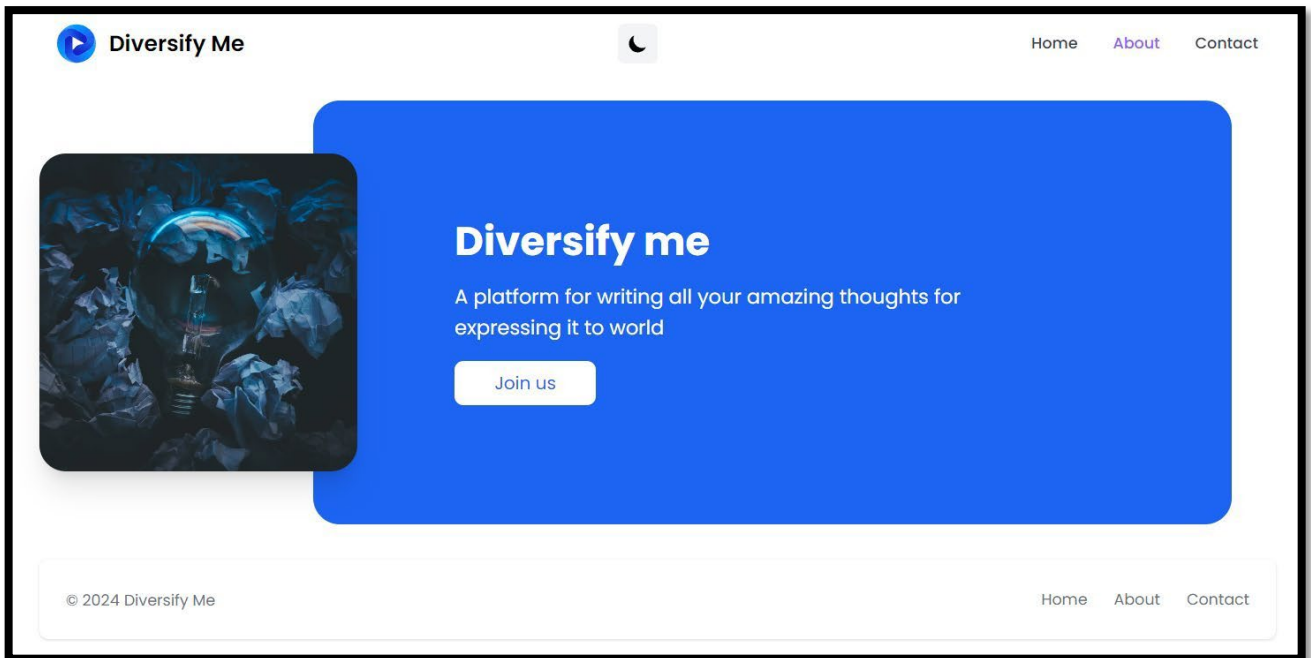 Diversify Me
Home About Contact
Diversify me
A platform for writing all your amazing thoughts for
expressing it to world
Join us
© 2024 Diversify Me
Home About Contact